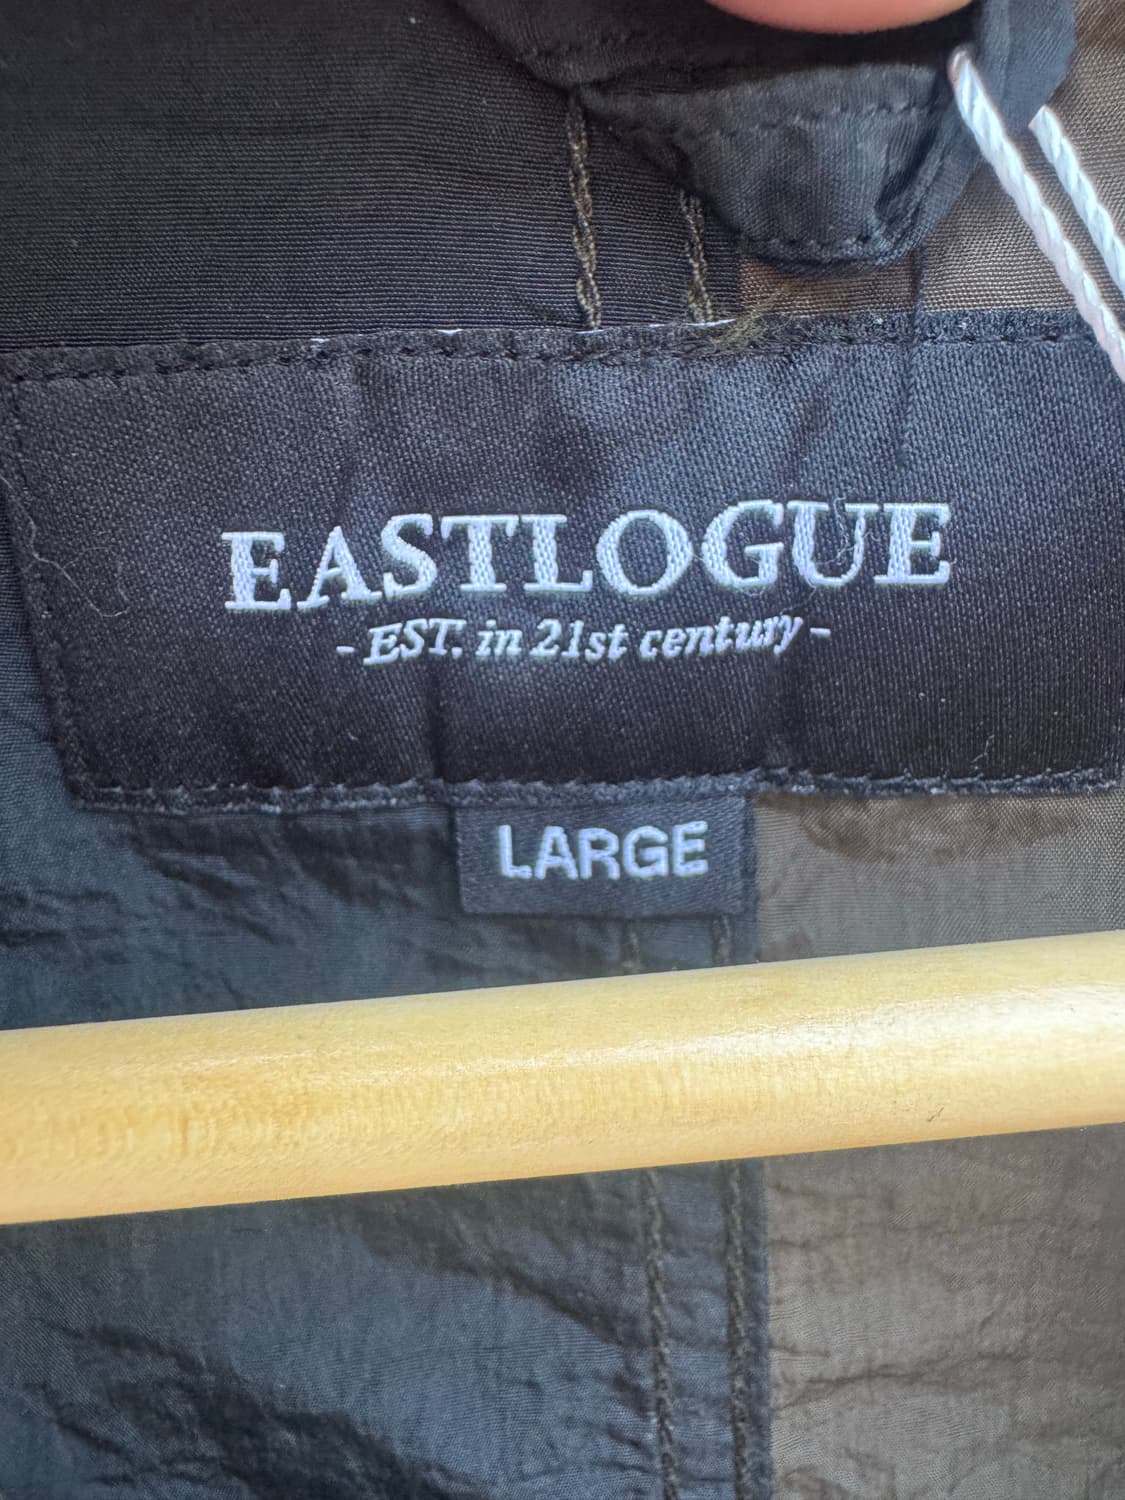 EASTLOGUE
- EST. in 21st century -
LARGE